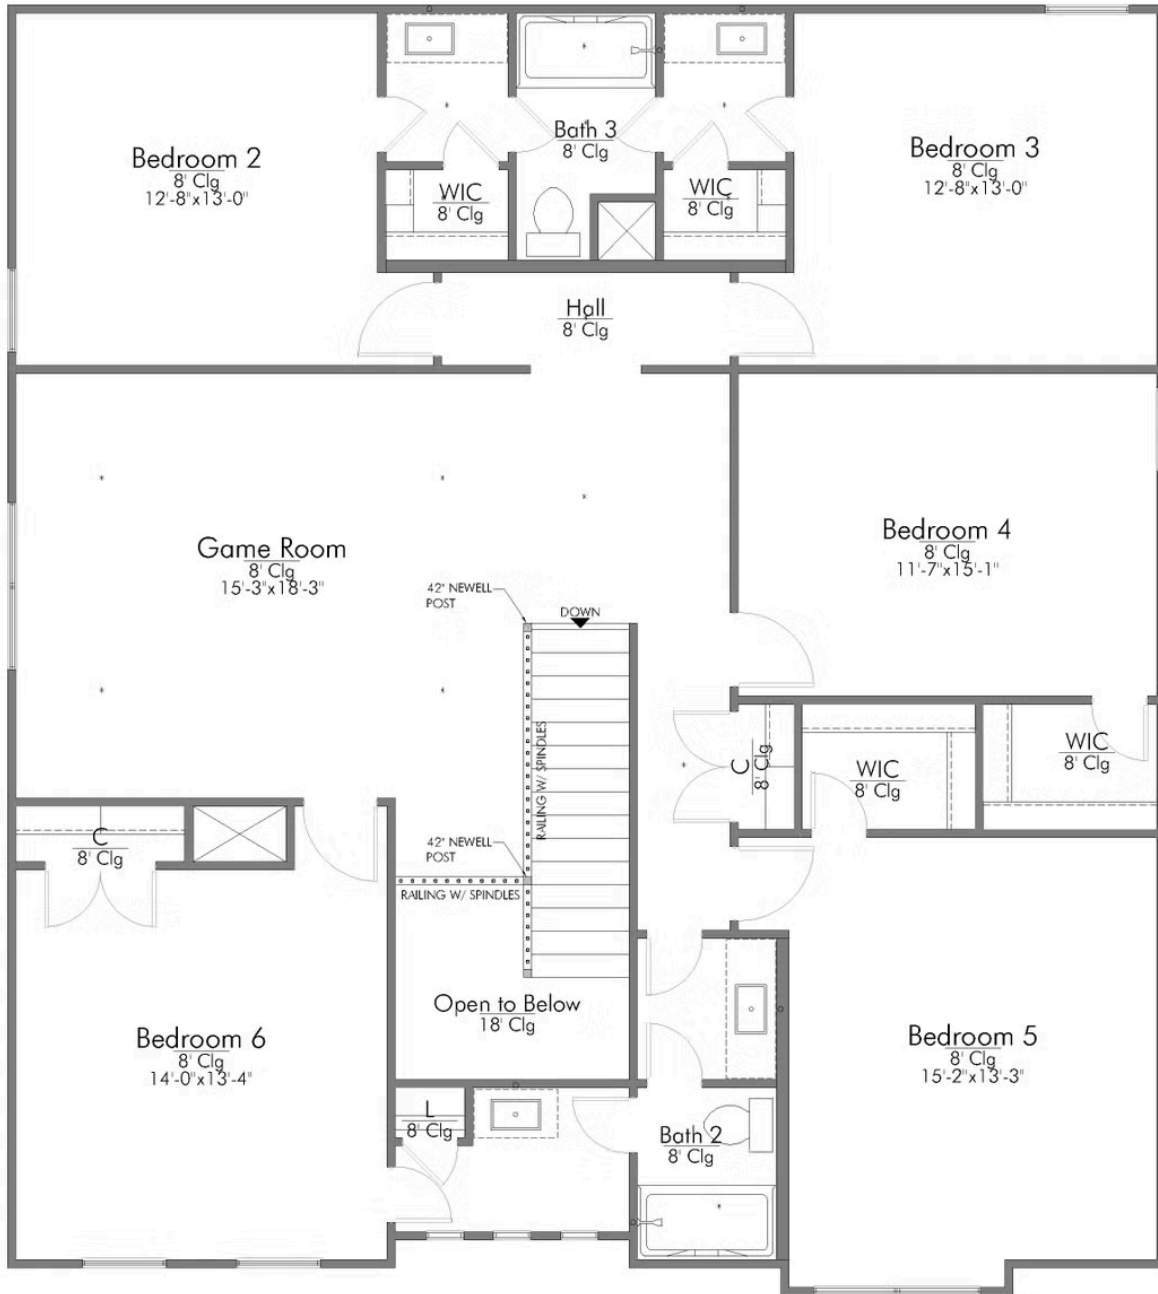 Bedroom 2
8' Clg
12'-8"x13'-0"
WIC
8' Clg
Bath 3
8' Clg
WIC
8' Clg
Bedroom 3
8' Clg
12'-8"x13'-0"
Hall
8' Clg
Game Room
8' Clg
15'-3"x18'-3"
42" NEWELL
POST
DOWN
Bedroom 4
8' Clg
11'-7"x15'-1"
RAILING W/ SPINDLES
C
8' Clg
WIC
8' Clg
WIC
8' Clg
C
8' Clg
42" NEWELL
POST
RAILING W/ SPINDLES
Open to Below
18' Clg
Bedroom 6
8' Clg
14'-0"x13'-4"
Bedroom 5
8' Clg
15'-2"x13'-3"
L
8' Clg
Bath 2
8' Clg